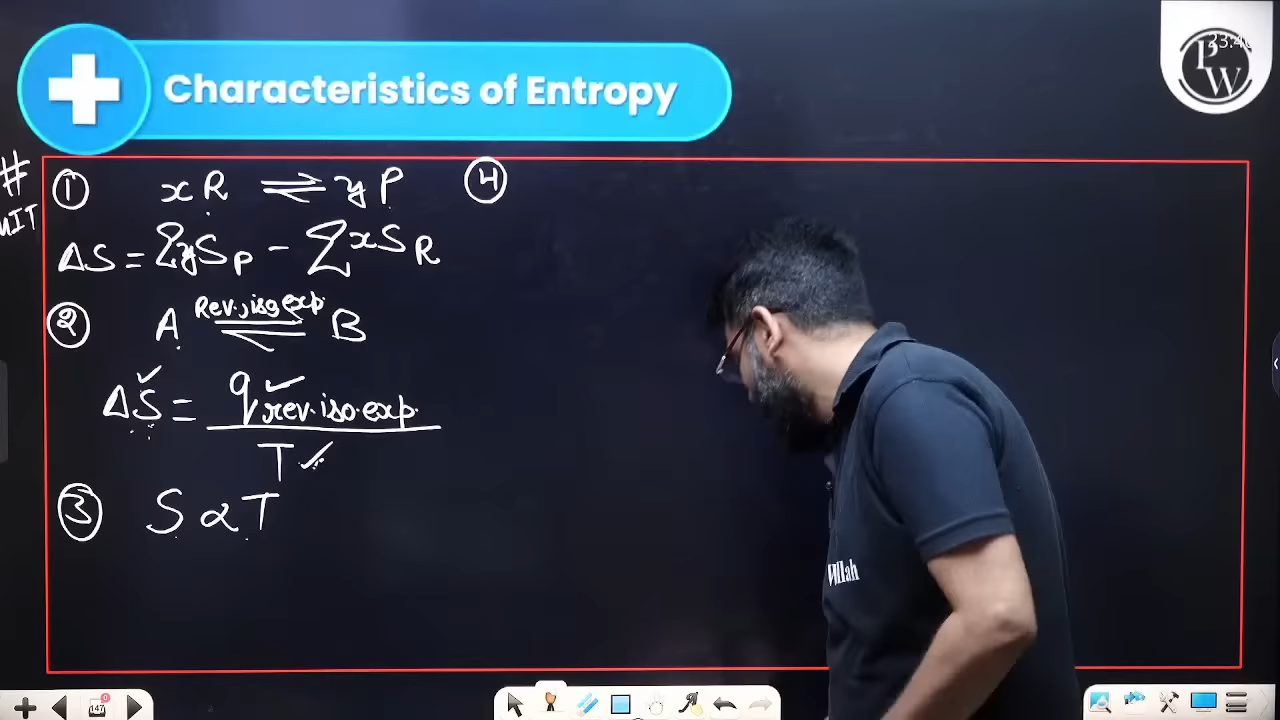 Characteristics of Entropy
#
① xR ⇌ yP
ΔS = ΣySP - ΣxSR
② A Rev., iso, exp. ⇌ B
ΔS = qrev.iso.exp. / T
③ S α T
④
PW